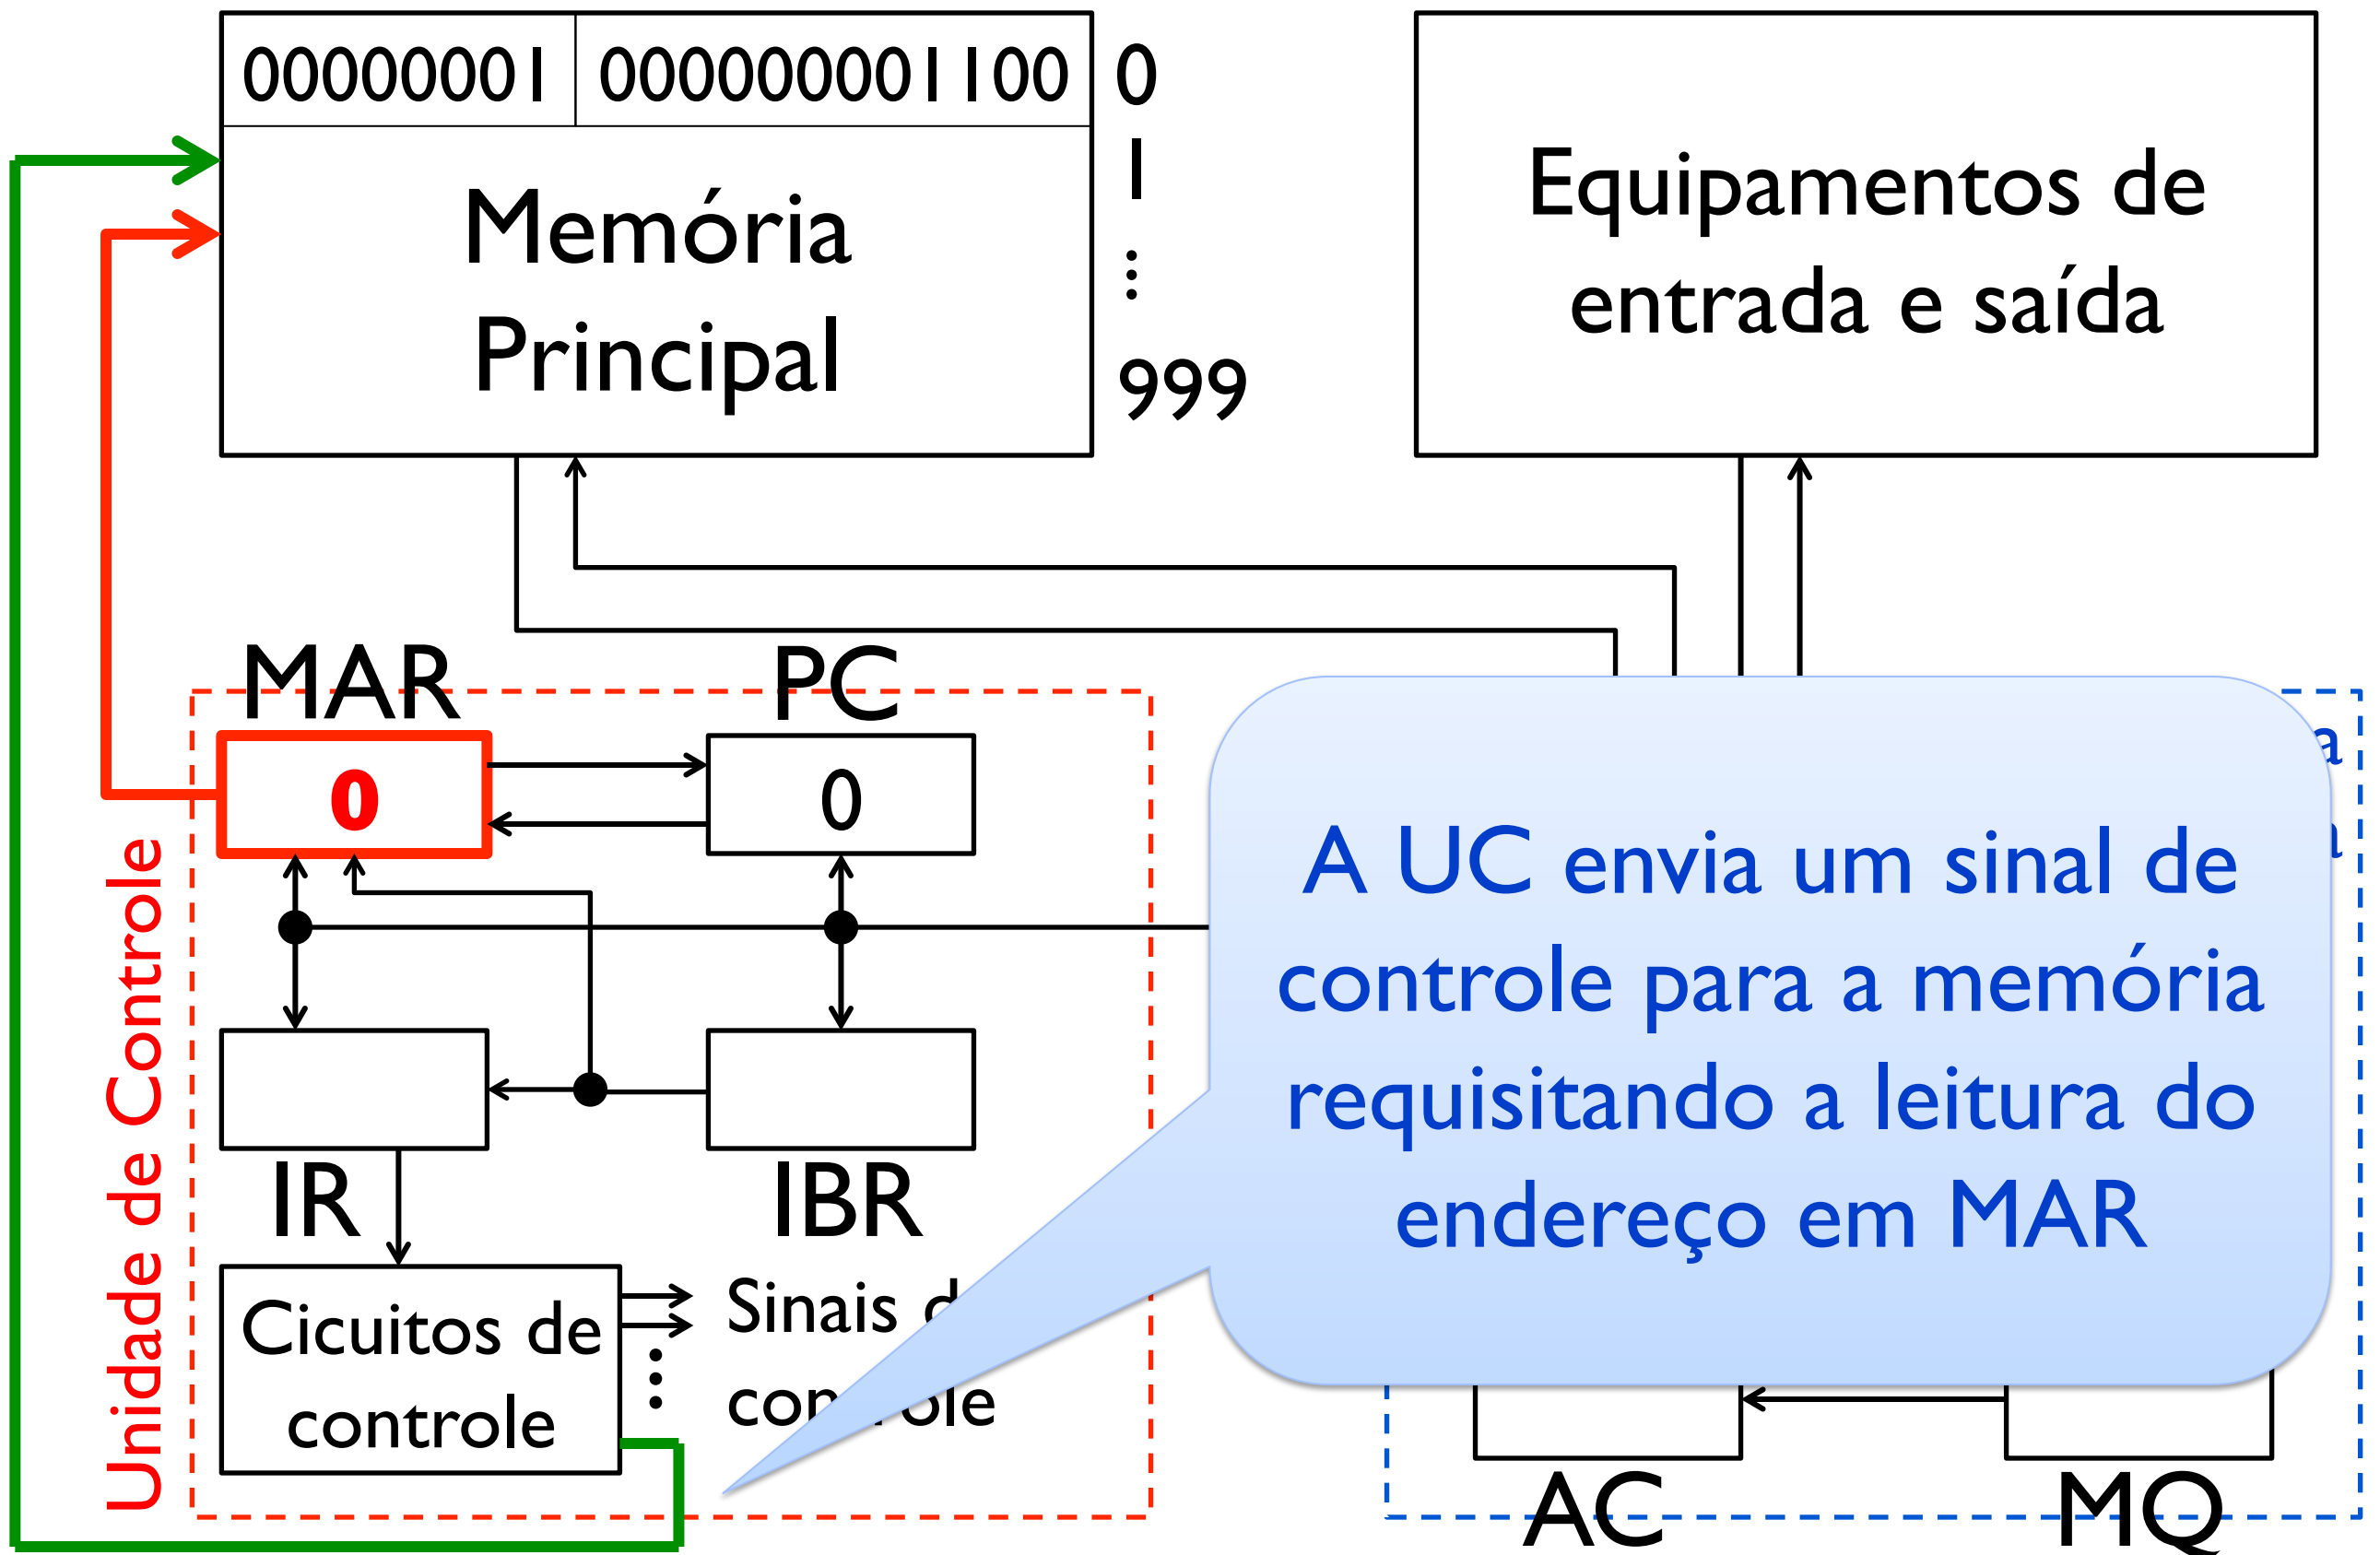 00000001 000000001100 0
1
Memória
Principal
999
Equipamentos de
entrada e saída
MAR
PC
0
0
Unidade de Controle
A UC envia um sinal de
controle para a memória
requisitando a leitura do
endereço em MAR
IR
IBR
Cicuitos de
controle
Sinais d
controle
AC
MQ